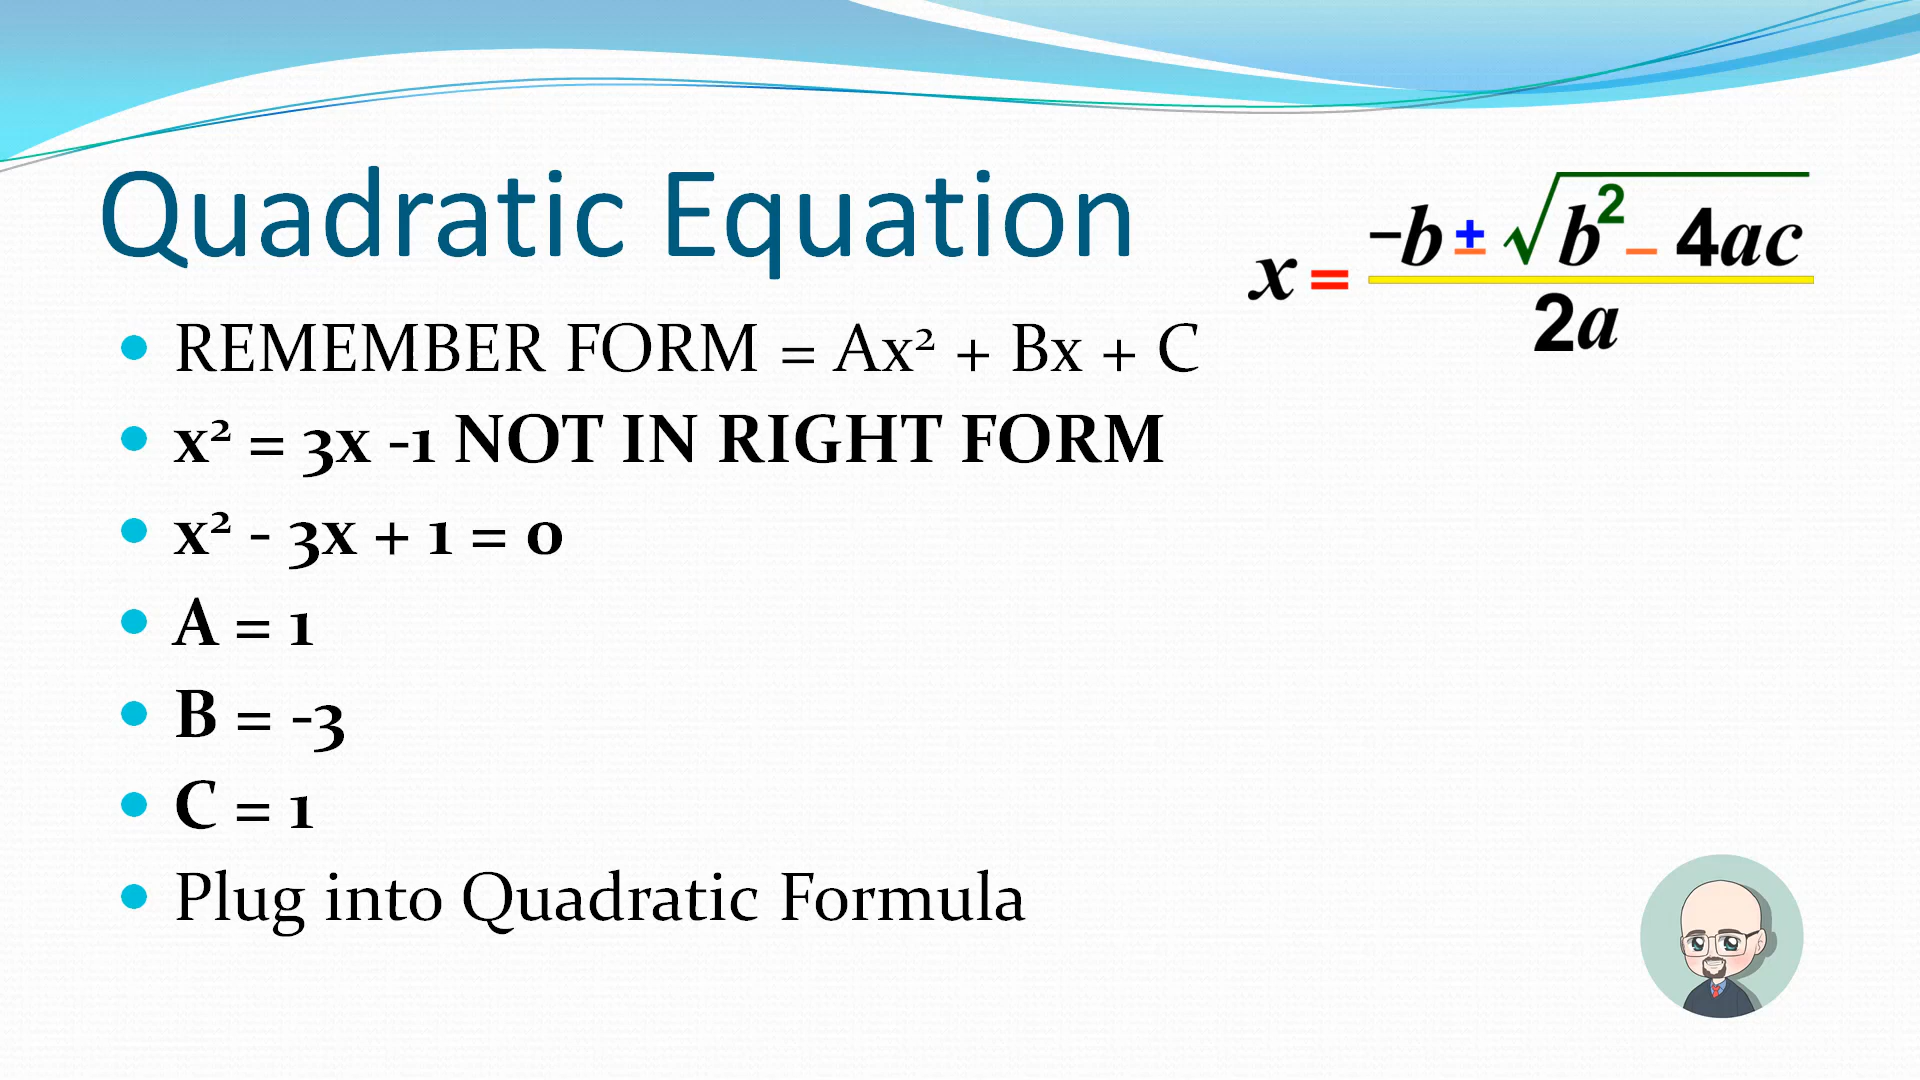 Quadratic Equation
x = −b ± √b² − 4ac
2a
REMEMBER FORM = Ax² + Bx + C
x² = 3x -1 NOT IN RIGHT FORM
x² - 3x + 1 = 0
A = 1
B = -3
C = 1
Plug into Quadratic Formula